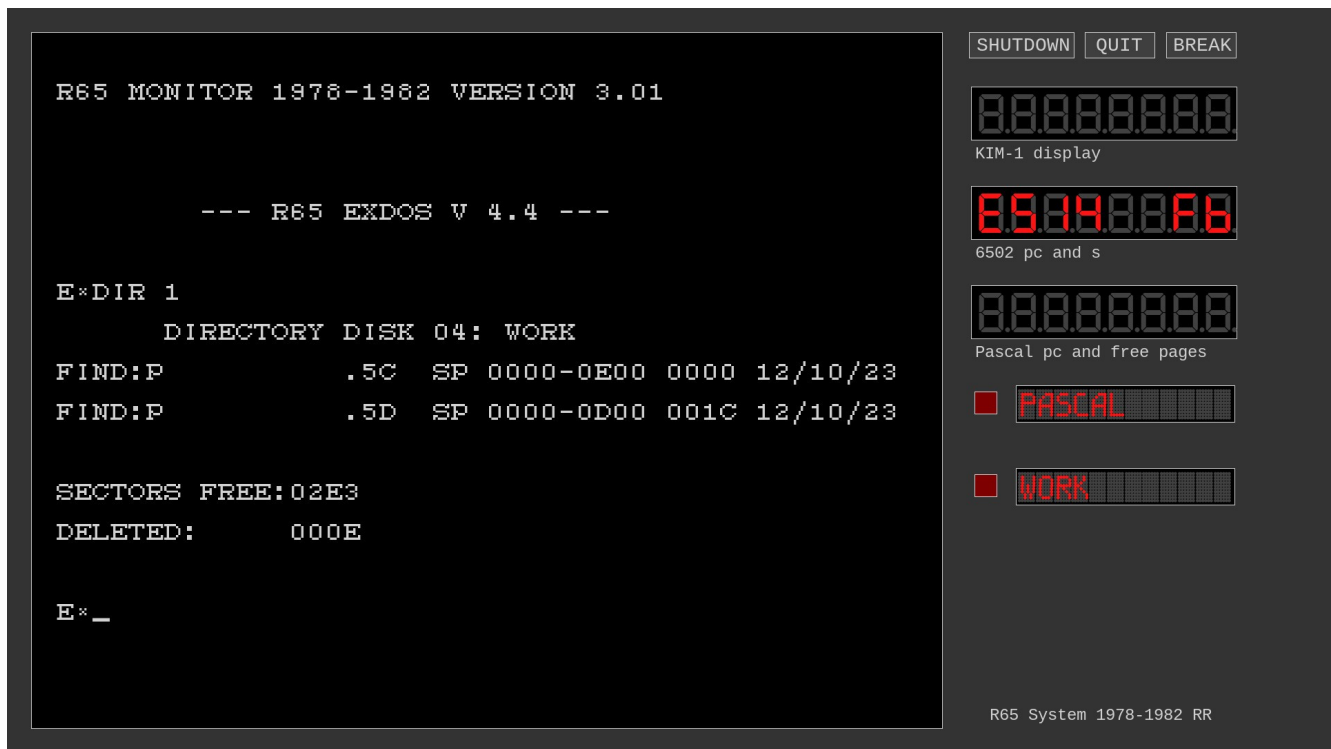 R65 MONITOR 1978-1982 VERSION 3.01
--- R65 EXDOS V 4.4 ---
E*DIR 1
DIRECTORY DISK 04: WORK
FIND:P .5C SP 0000-0E00 0000 12/10/23
FIND:P .5D SP 0000-0D00 001C 12/10/23
SECTORS FREE:02E3
DELETED: 000E
E*_
SHUTDOWN QUIT BREAK
KIM-1 display
E514 Fb
6502 pc and s
Pascal pc and free pages
PASCAL
WORK
R65 System 1978-1982 RR